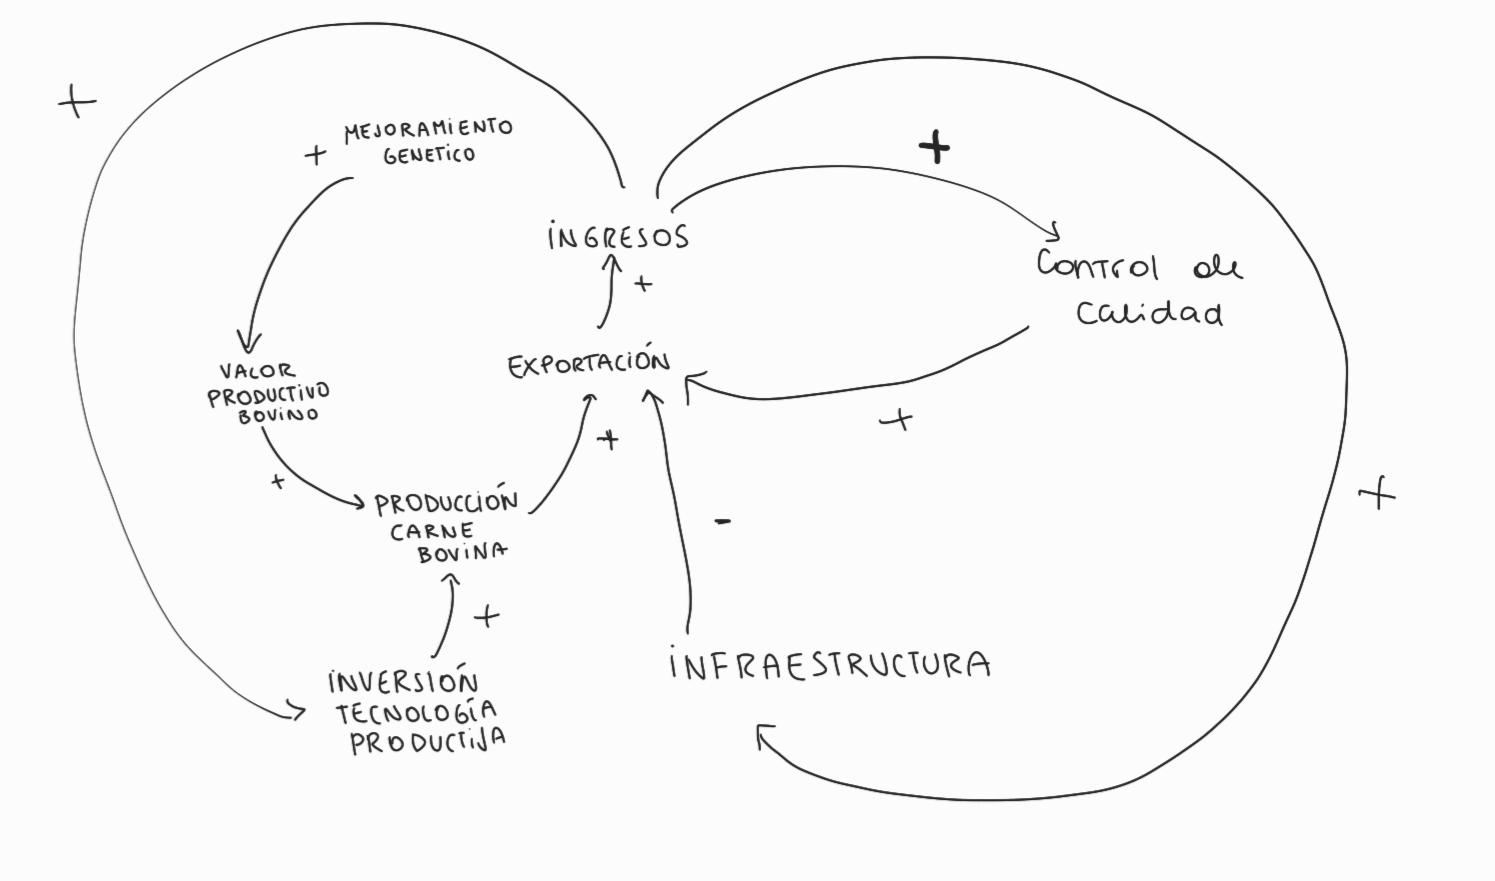 +
+
MEJORAMiENTO
GENETiCO
+
iNGRESOS
+
Control de
Calidad
EXPORTACIÓN
VALOR
PRODUCTiVO
BOViNO
+
+
+
+
PRODUCCIÓN
CARNE
BOViNA
-
+
iNVERSIÓN
TECNOLOGÍA
PRODUCTiVA
iNFRAESTRUCTURA